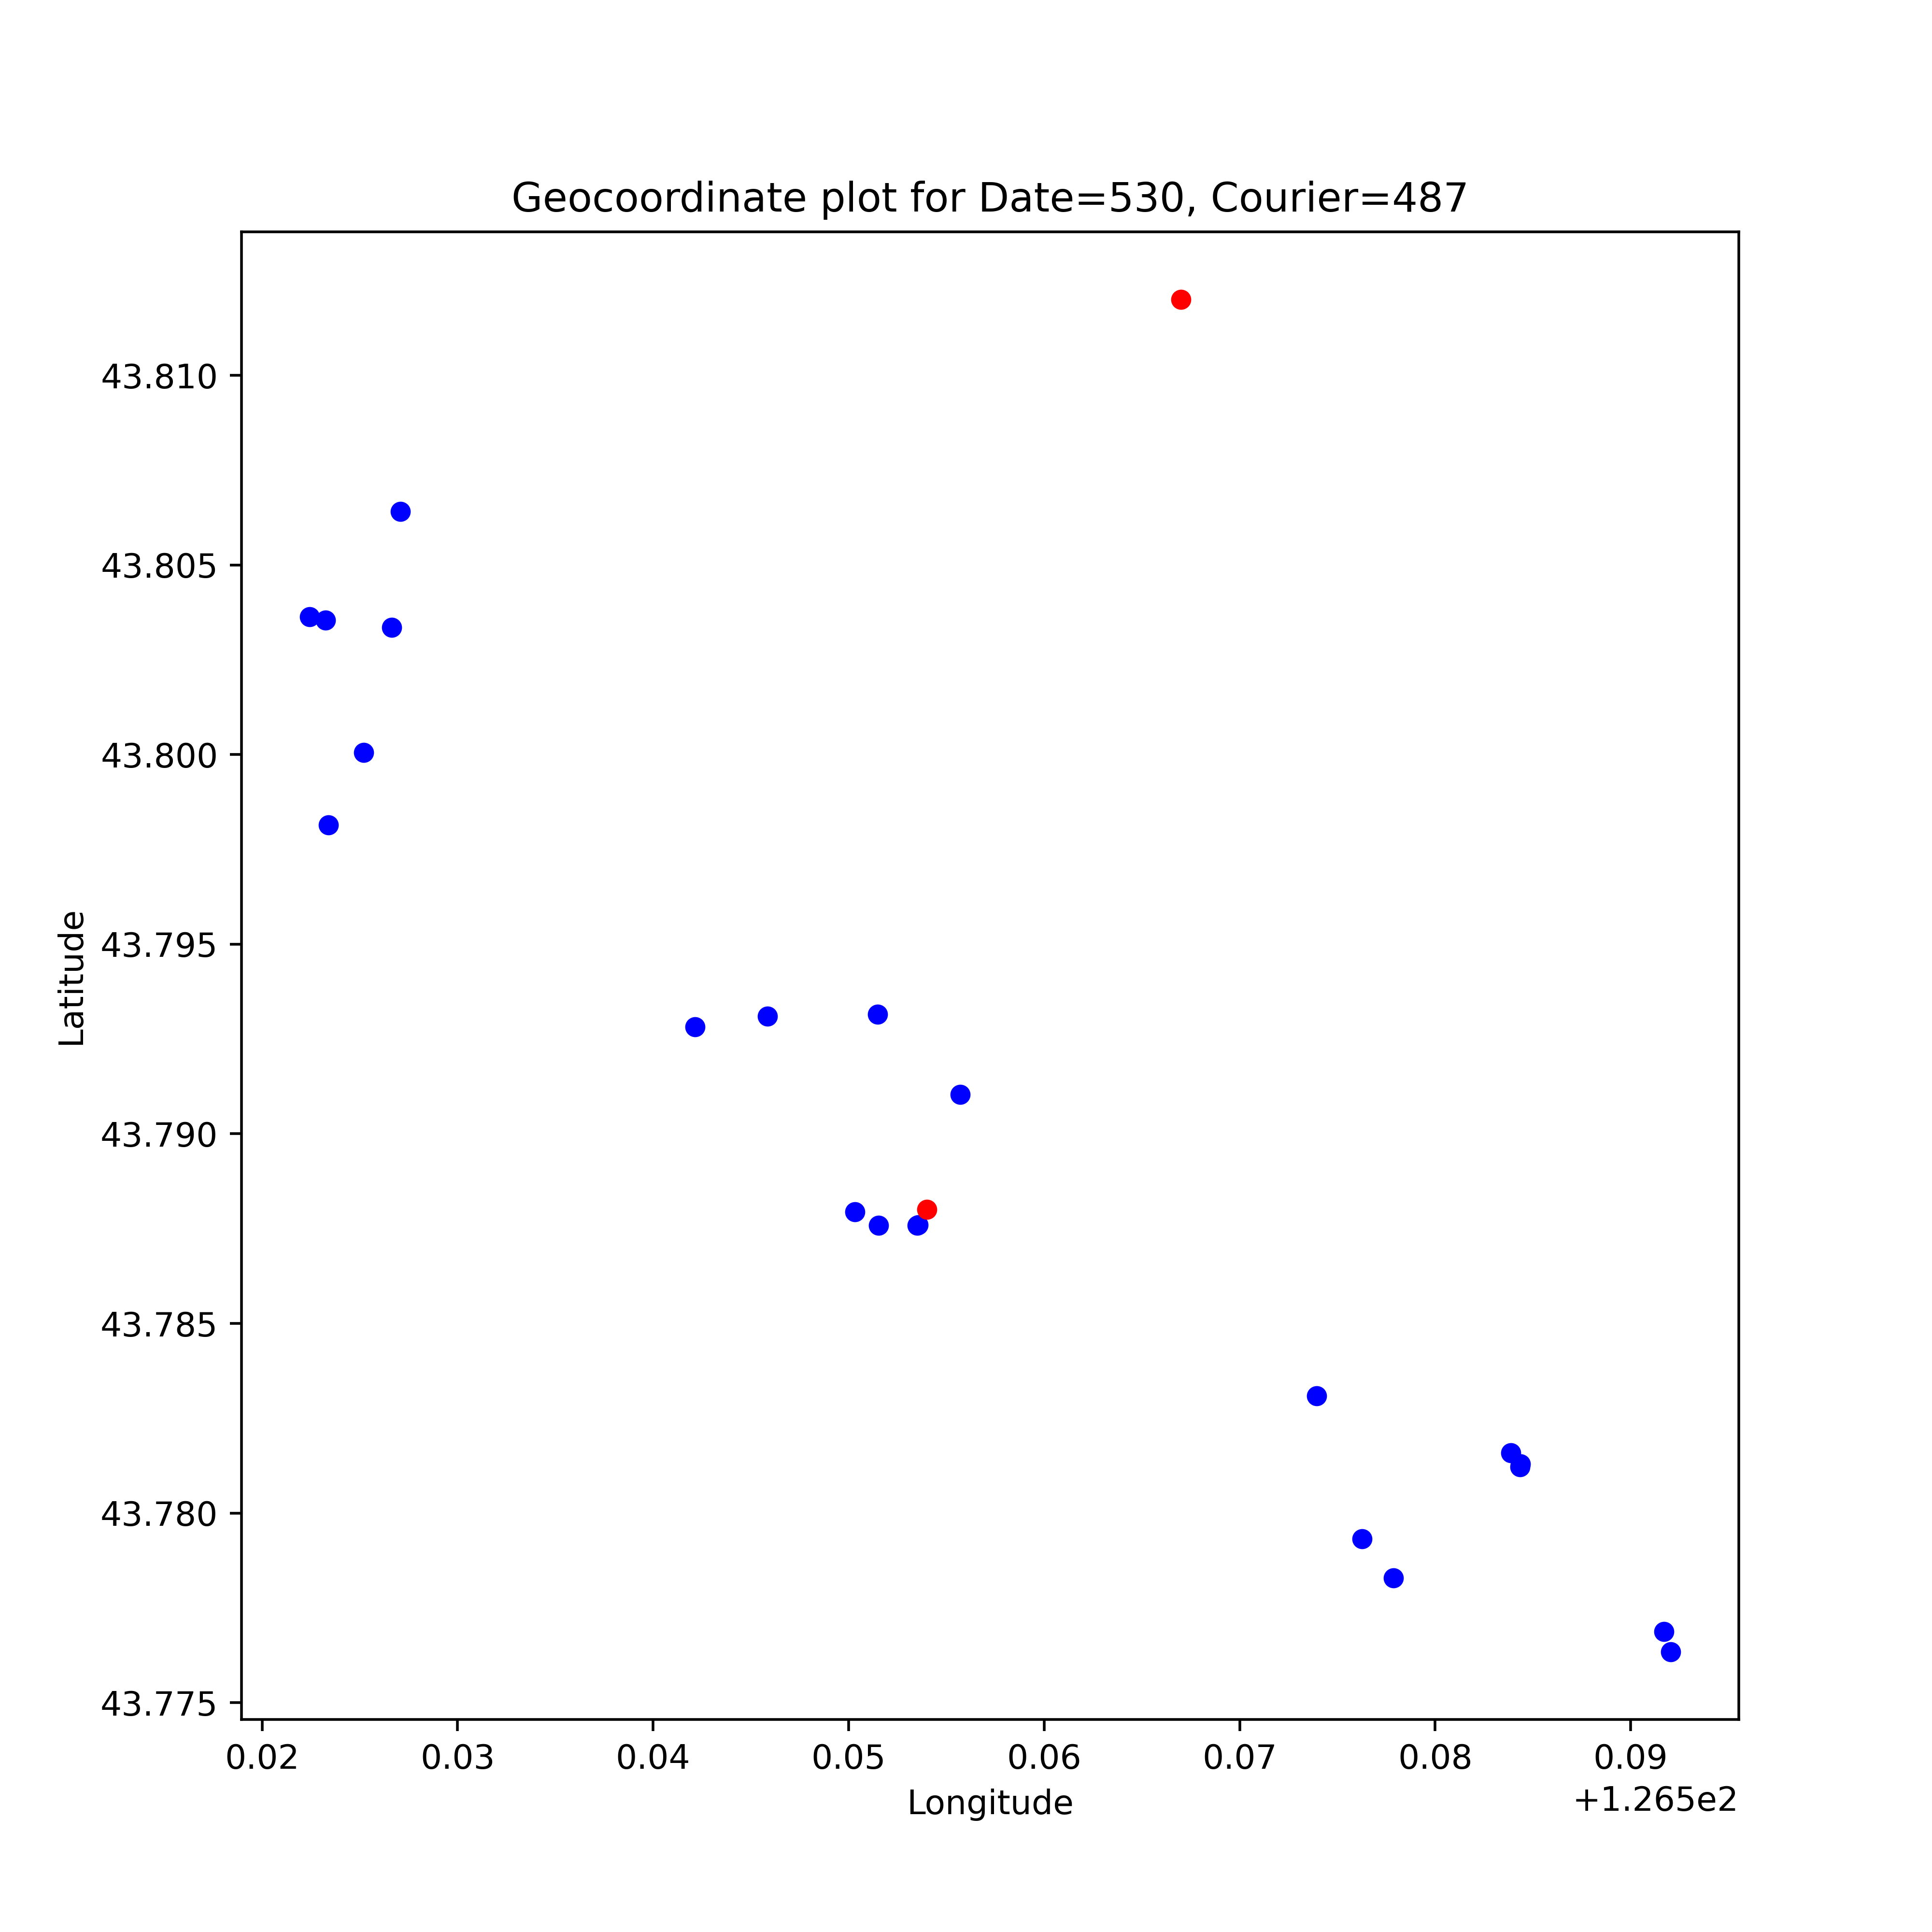 Geocoordinate plot for Date=530, Courier=487
43.810
43.805
43.800
43.795
43.790
43.785
43.780
43.775
Latitude
0.02 0.03 0.04 0.05 0.06 0.07 0.08 0.09
+1.265e2
Longitude